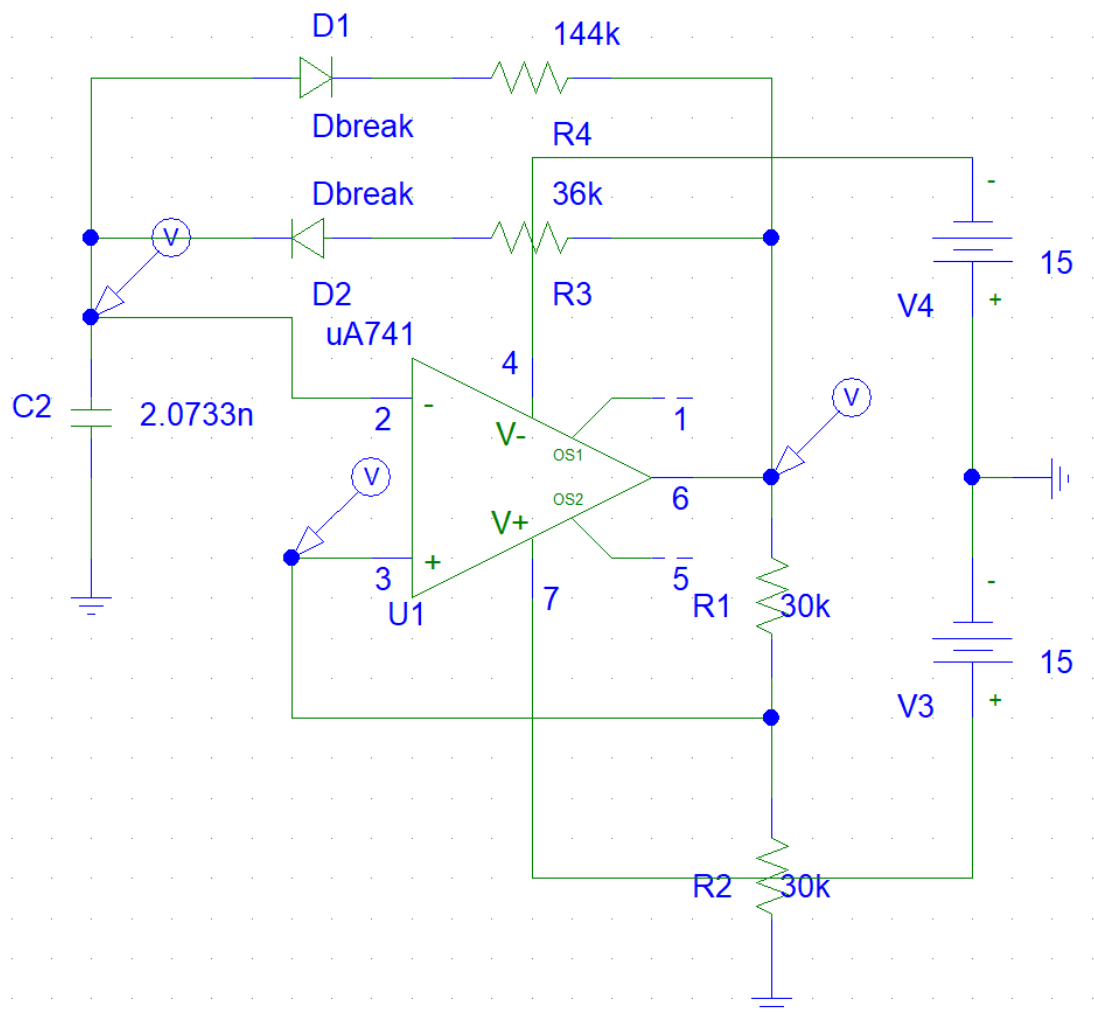 D1
144k
Dbreak
R4
Dbreak
36k
-
V
15
D2
R3
V4
+
uA741
4
C2
2.0733n
2
-
1
V
V-
OS1
V
6
OS2
V+
-
+
3
5
U1
7
R1
30k
15
V3
+
R2
30k